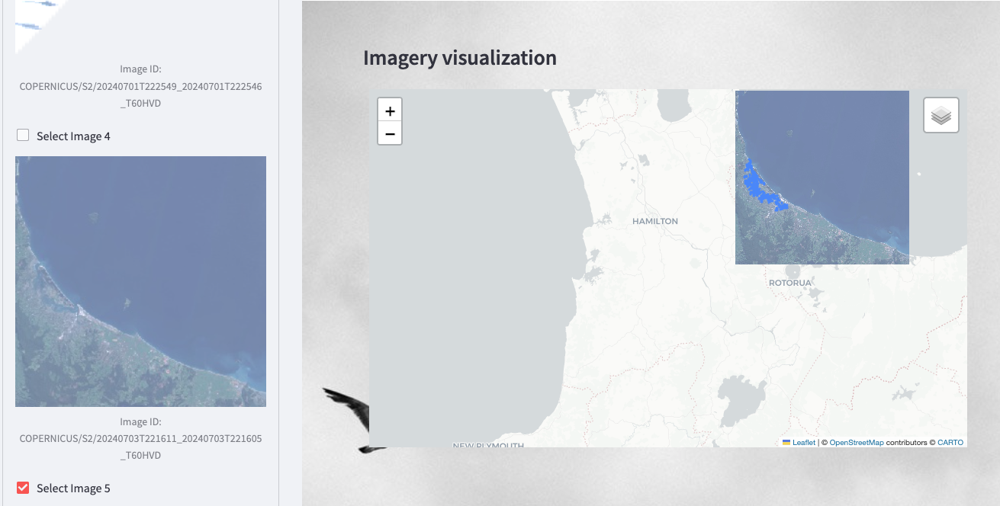 Image ID:
COPERNICUS/S2/20240701T222549_20240701T222546
_T60HVD
Select Image 4
Image ID:
COPERNICUS/S2/20240703T221611_20240703T221605
_T60HVD
Select Image 5
Imagery visualization
+
−
HAMILTON
ROTORUA
NEW PLYMOUTH
Leaflet | © OpenStreetMap contributors © CARTO